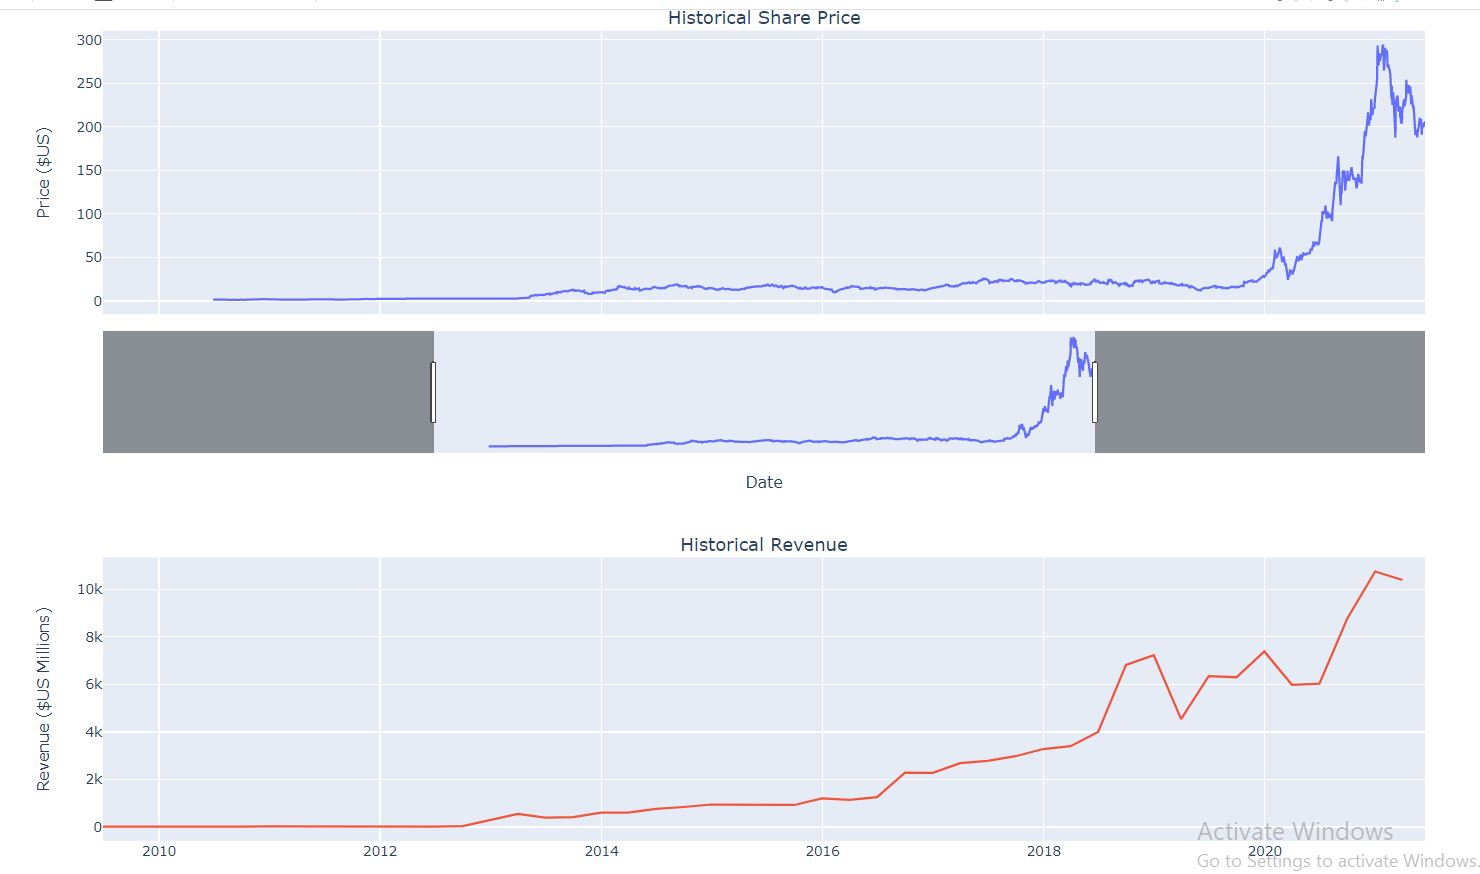 Historical Share Price
300
250
200
150
100
50
0
Price ($US)
Date
Historical Revenue
10k
8k
6k
4k
2k
0
Revenue ($US Millions)
2010 2012 2014 2016 2018 2020
Activate Windows
Go to Settings to activate Windows.